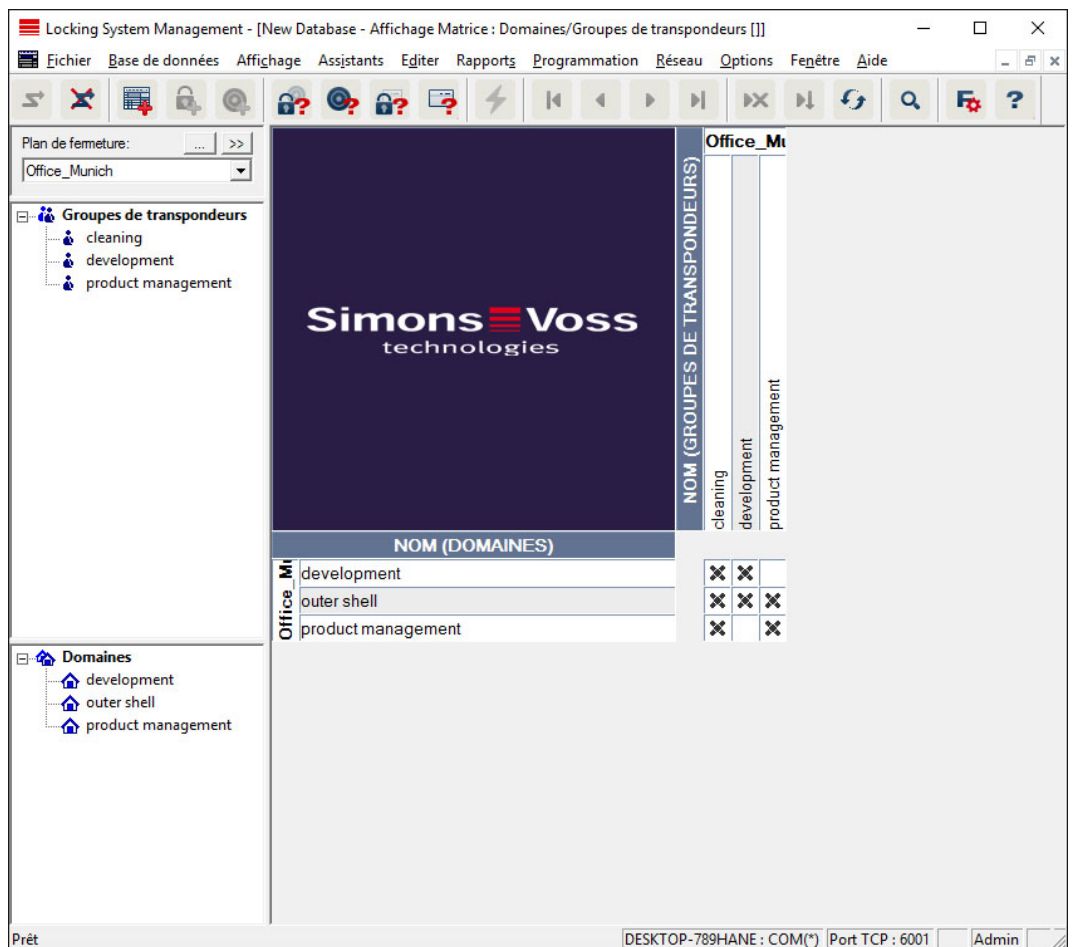 Locking System Management - [New Database - Affichage Matrice : Domaines/Groupes de transpondeurs []]
Fichier Base de données Affichage Assistants Editer Rapports Programmation Réseau Options Fenêtre Aide
Plan de fermeture: ... >>
Office_Munich
Groupes de transpondeurs
cleaning
development
product management
Domaines
development
outer shell
product management
Simons Voss
technologies
NOM (GROUPES DE TRANSPONDEURS)
Office_Mu
cleaning
development
product management
NOM (DOMAINES)
Office_Mu
development
outer shell
product management
Prêt
DESKTOP-789HANE : COM(*) Port TCP : 6001 Admin